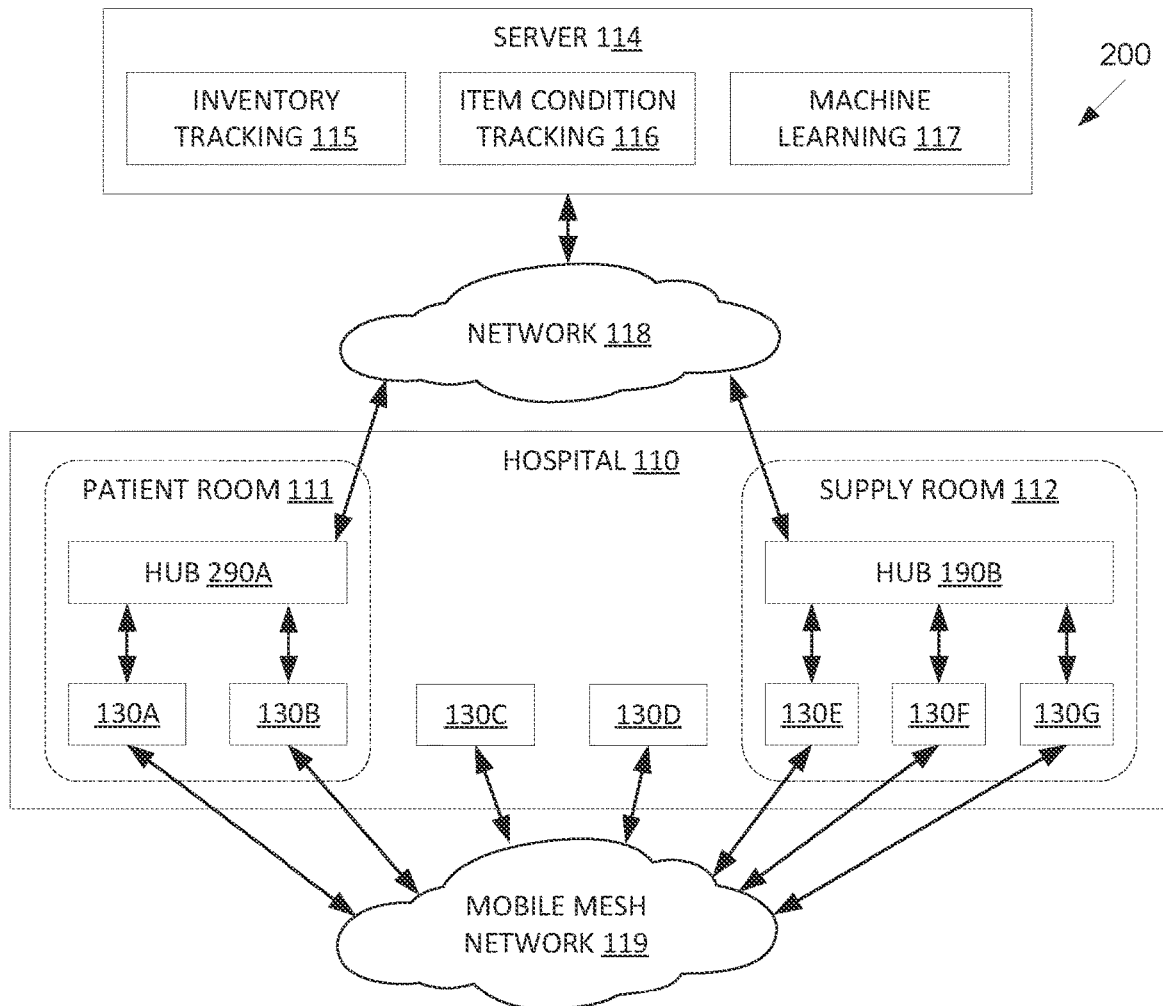 SERVER 114
200
INVENTORY
TRACKING 115
ITEM CONDITION
TRACKING 116
MACHINE
LEARNING 117
NETWORK 118
HOSPITAL 110
PATIENT ROOM 111
SUPPLY ROOM 112
HUB 290A
HUB 190B
130A
130B
130C
130D
130E
130F
130G
MOBILE MESH
NETWORK 119